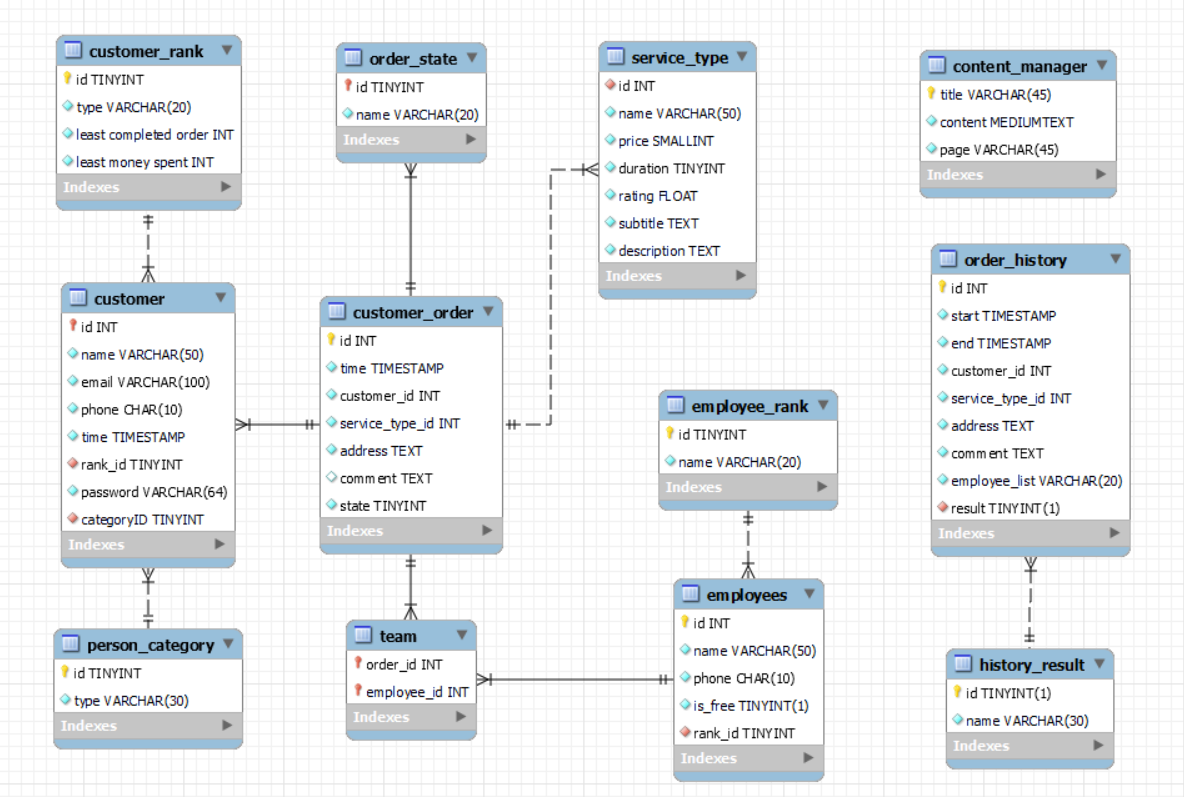 customer_rank
id TINYINT
type VARCHAR(20)
least completed order INT
least money spent INT
Indexes
order_state
id TINYINT
name VARCHAR(20)
Indexes
service_type
id INT
name VARCHAR(50)
price SMALLINT
duration TINYINT
rating FLOAT
subtitle TEXT
description TEXT
Indexes
content_manager
title VARCHAR(45)
content MEDIUMTEXT
page VARCHAR(45)
Indexes
customer
id INT
name VARCHAR(50)
email VARCHAR(100)
phone CHAR(10)
time TIMESTAMP
rank_id TINYINT
password VARCHAR(64)
categoryID TINYINT
Indexes
customer_order
id INT
time TIMESTAMP
customer_id INT
service_type_id INT
address TEXT
comment TEXT
state TINYINT
Indexes
order_history
id INT
start TIMESTAMP
end TIMESTAMP
customer_id INT
service_type_id INT
address TEXT
comment TEXT
employee_list VARCHAR(20)
result TINYINT(1)
Indexes
employee_rank
id TINYINT
name VARCHAR(20)
Indexes
person_category
id TINYINT
type VARCHAR(30)
Indexes
team
order_id INT
employee_id INT
Indexes
employees
id INT
name VARCHAR(50)
phone CHAR(10)
is_free TINYINT(1)
rank_id TINYINT
Indexes
history_result
id TINYINT(1)
name VARCHAR(30)
Indexes